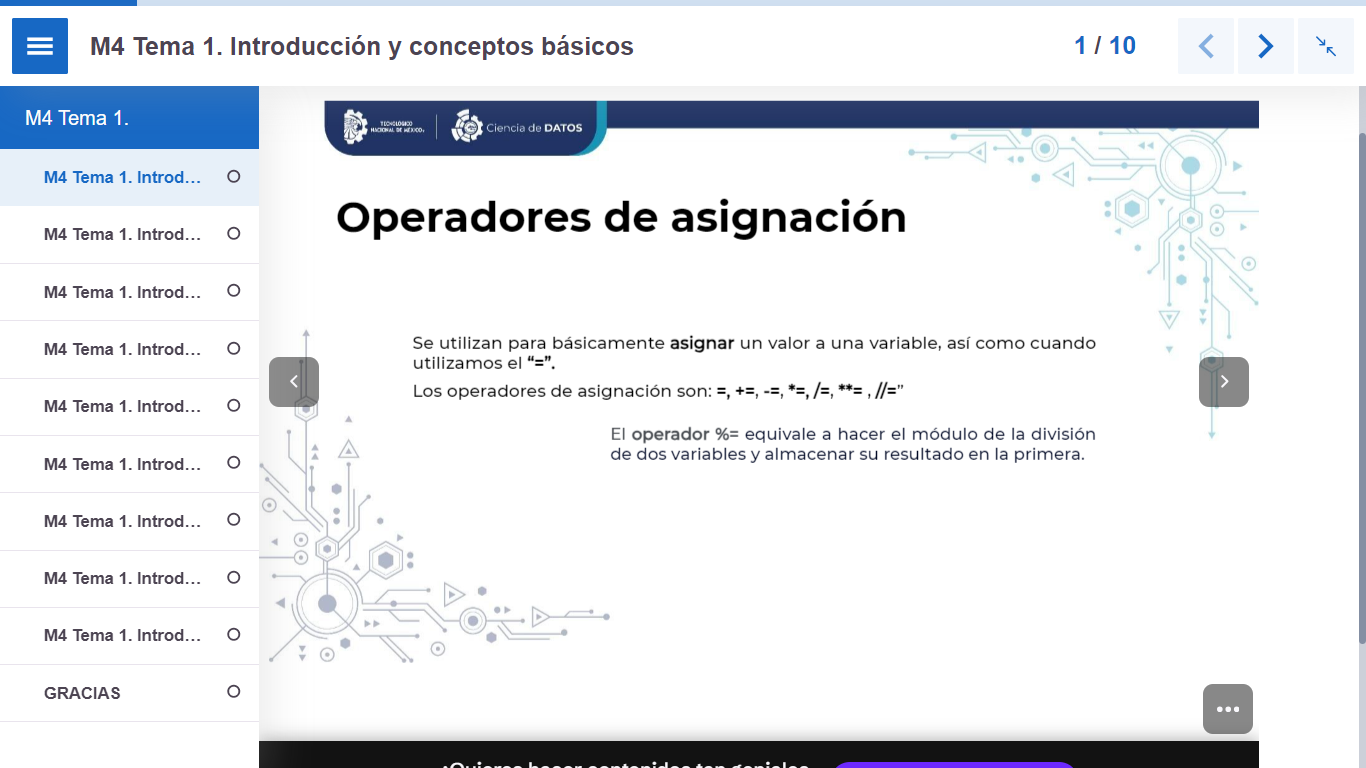 M4 Tema 1. Introducción y conceptos básicos
1 / 10
M4 Tema 1.
M4 Tema 1. Introd...
M4 Tema 1. Introd...
M4 Tema 1. Introd...
M4 Tema 1. Introd...
M4 Tema 1. Introd...
M4 Tema 1. Introd...
M4 Tema 1. Introd...
M4 Tema 1. Introd...
M4 Tema 1. Introd...
GRACIAS
TECNOLÓGICO
NACIONAL DE MÉXICO
Ciencia de DATOS
Operadores de asignación
Se utilizan para básicamente asignar un valor a una variable, así como cuando
utilizamos el “=”.
Los operadores de asignación son: =, +=, -=, *=, /=, **= , //=”
El operador %= equivale a hacer el módulo de la división
de dos variables y almacenar su resultado en la primera.